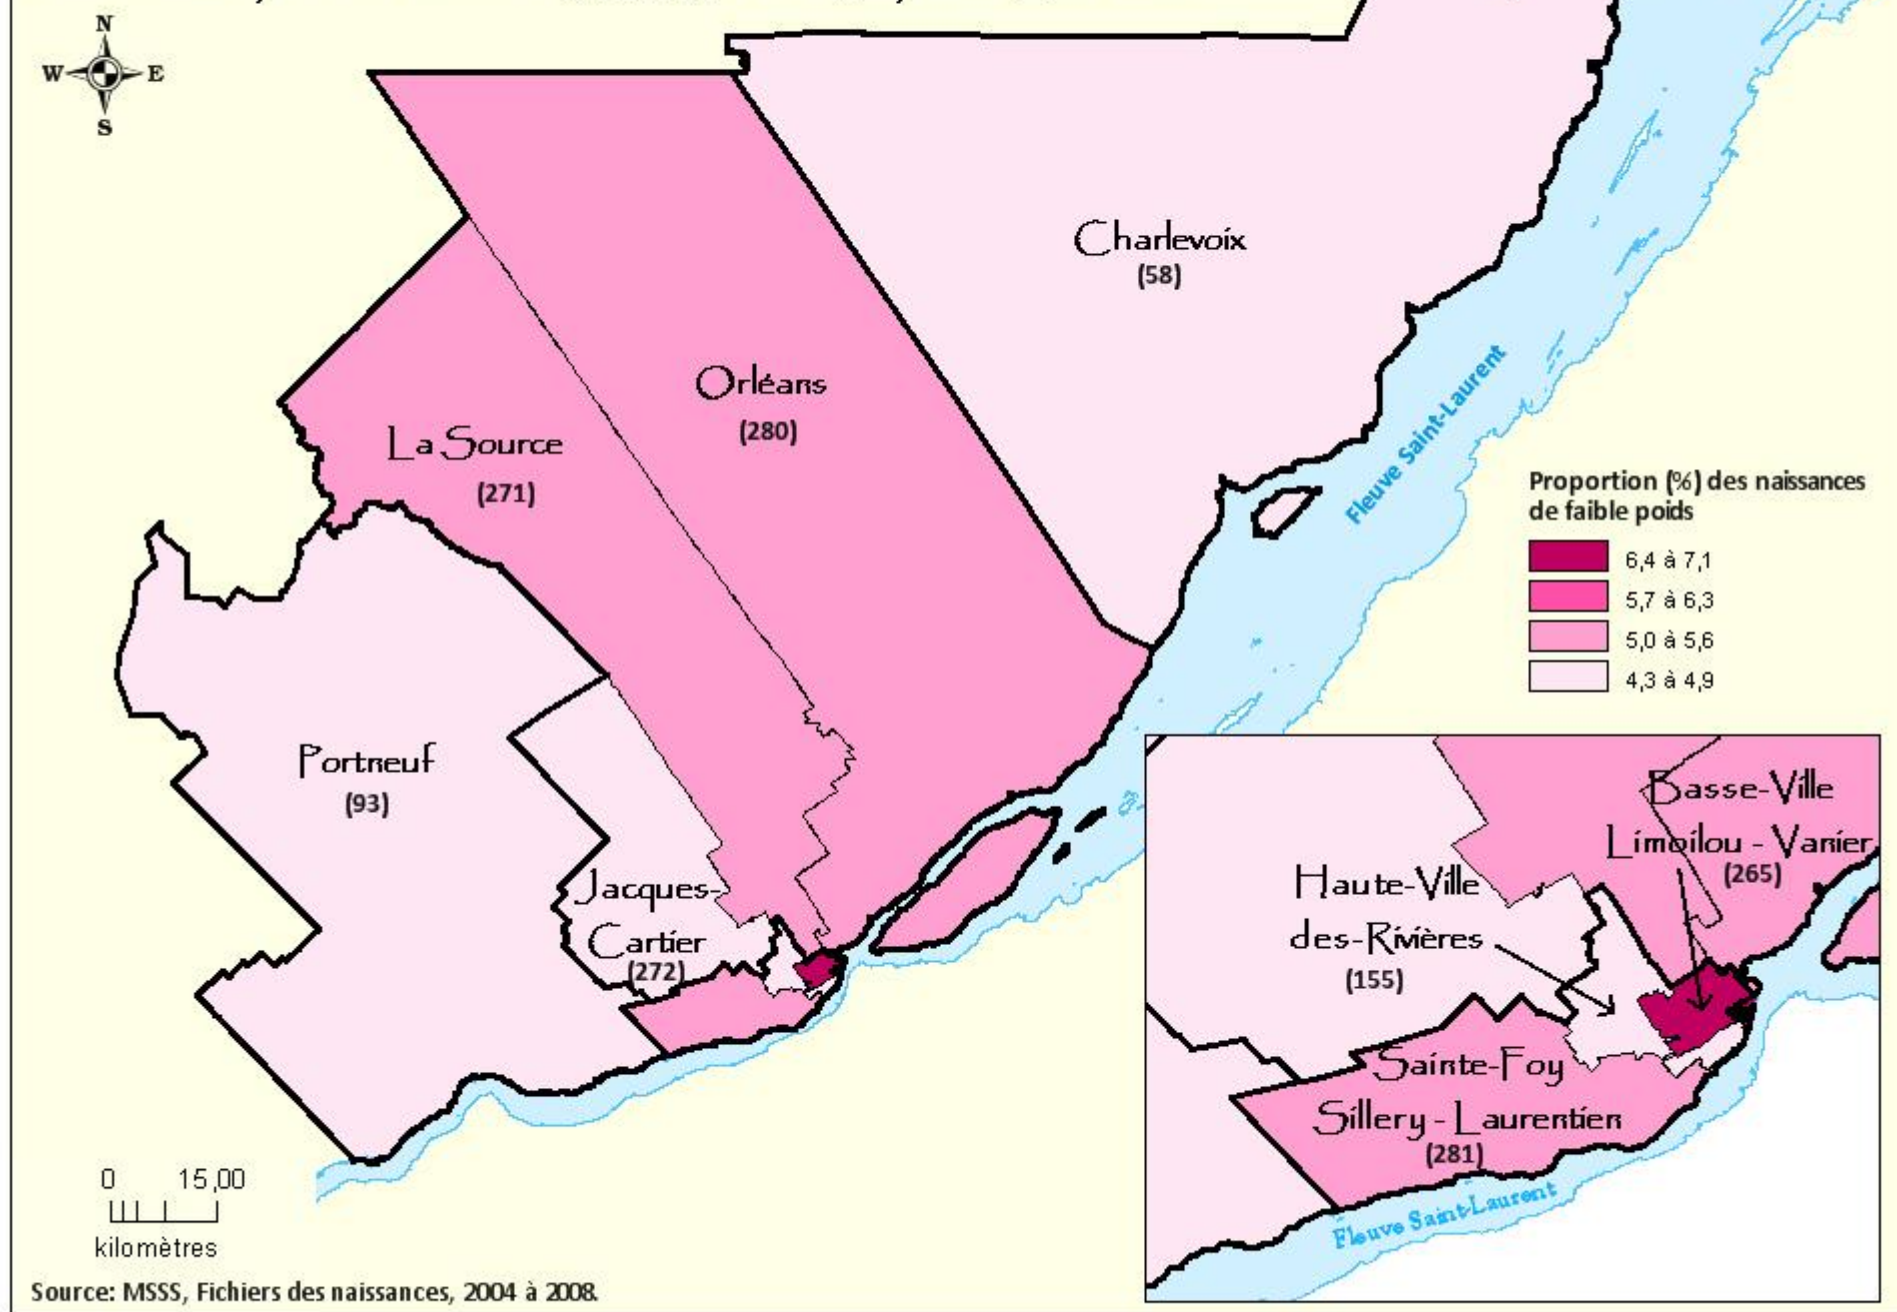 N
W E
S
Charlevoix
(58)
Orléans
(280)
La Source
(271)
Fleuve Saint-Laurent
Proportion (%) des naissances
de faible poids
6,4 à 7,1
5,7 à 6,3
5,0 à 5,6
4,3 à 4,9
Portneuf
(93)
Jacques-
Cartier
(272)
Basse-Ville
Limoilou - Vanier
(265)
Haute-Ville
des-Rivières
(155)
Sainte-Foy
Sillery - Laurentien
(281)
Fleuve Saint-Laurent
0 15,00
kilomètres
Source: MSSS, Fichiers des naissances, 2004 à 2008.